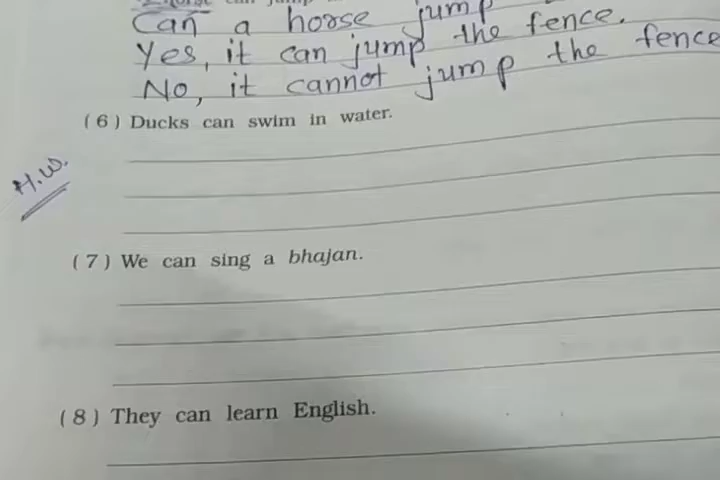 Can a horse jump
Yes, it can jump the fence.
No, it cannot jump the fence
(6) Ducks can swim in water.
H.W.
(7) We can sing a bhajan.
(8) They can learn English.